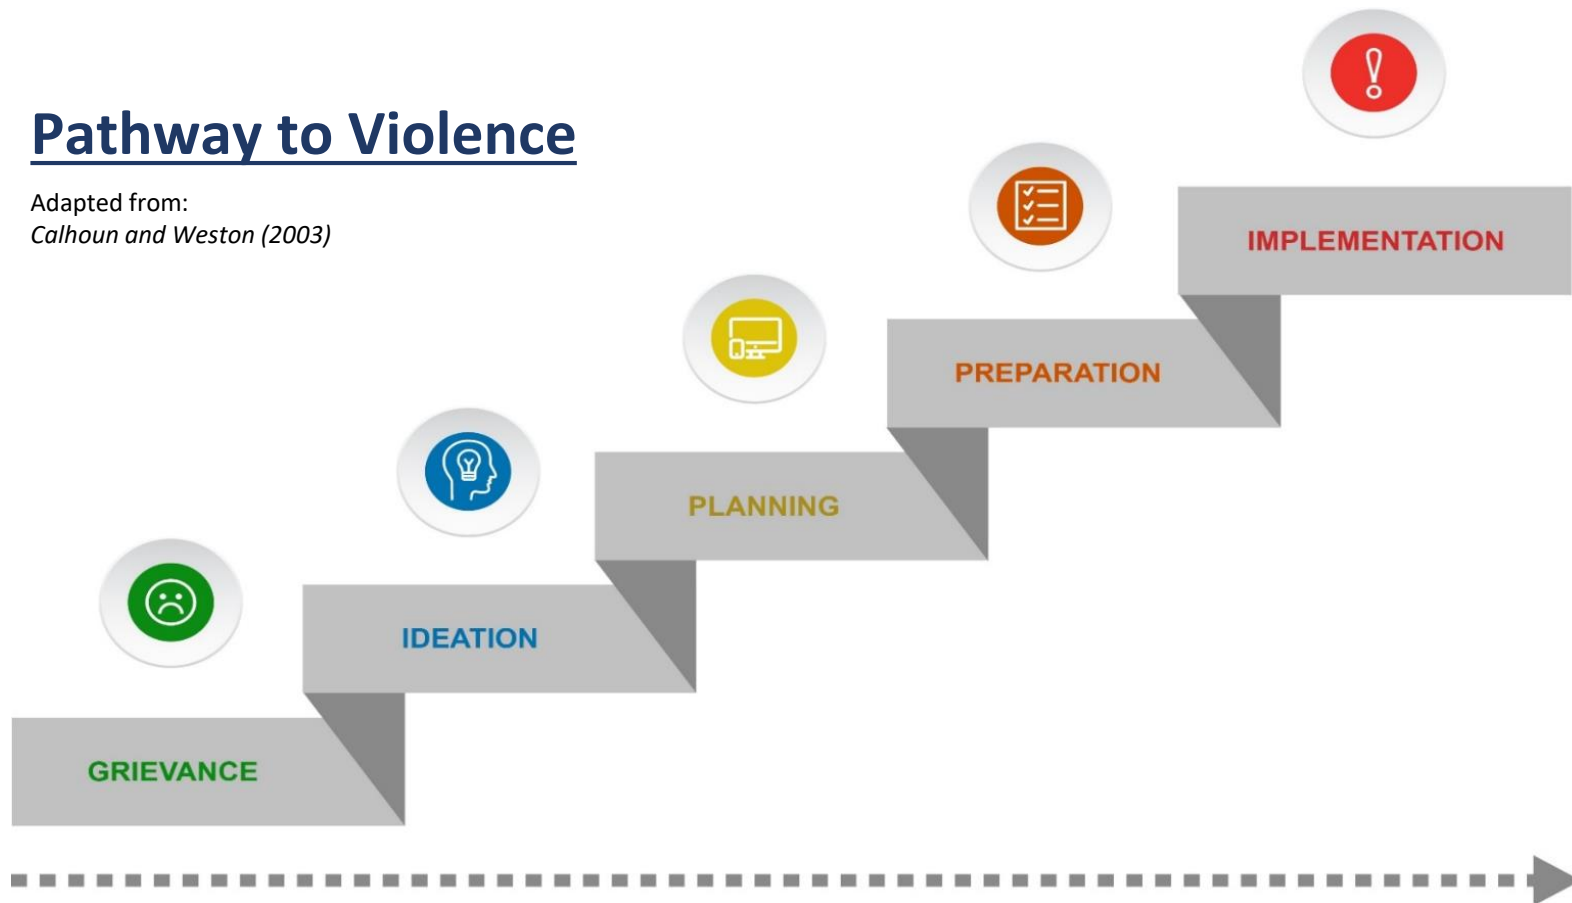 Pathway to Violence
Adapted from:
Calhoun and Weston (2003)
IMPLEMENTATION
PREPARATION
PLANNING
IDEATION
GRIEVANCE